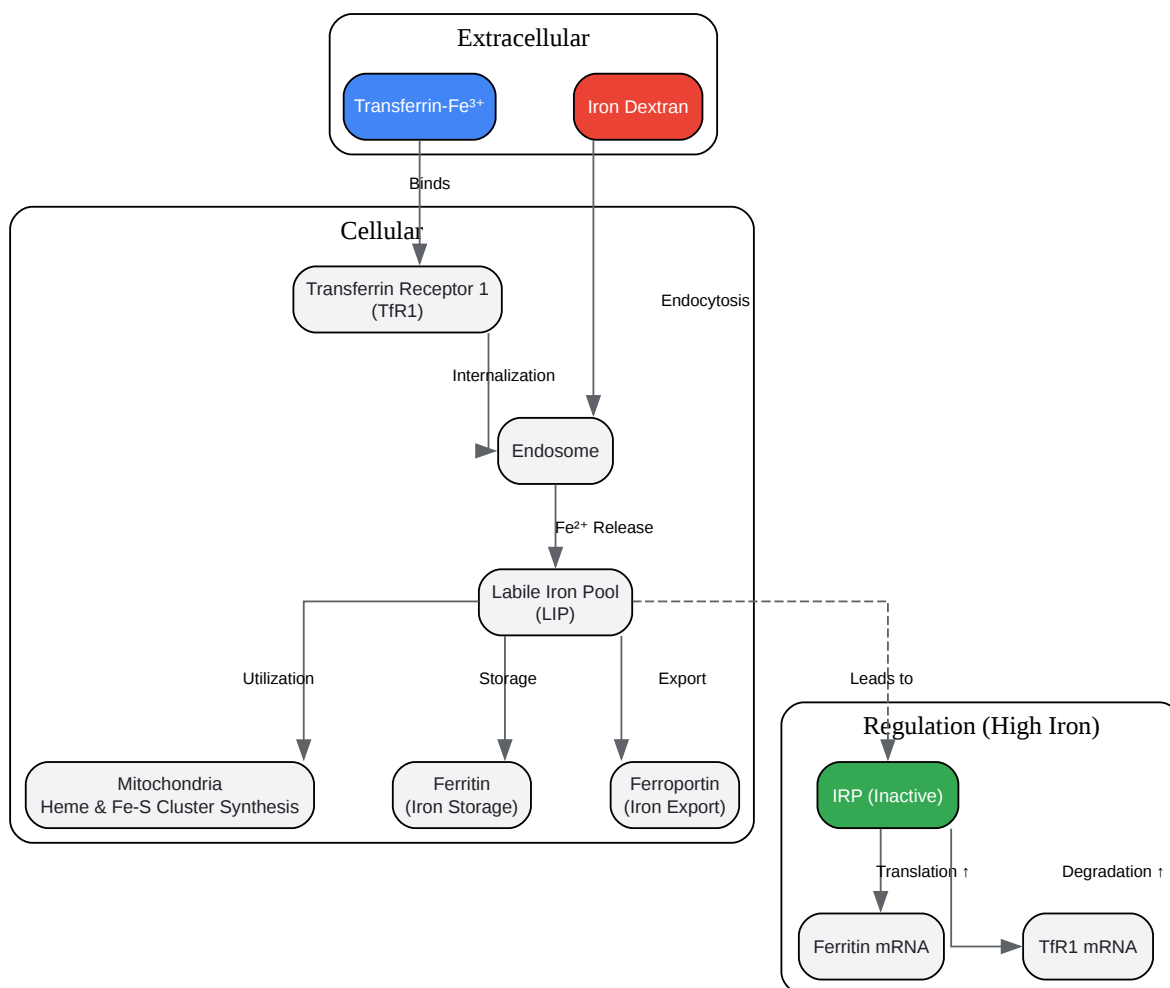 Extracellular
Transferrin-Fe³⁺
Iron Dextran
Binds
Cellular
Transferrin Receptor 1
(TfR1)
Endocytosis
Internalization
Endosome
Fe²⁺ Release
Labile Iron Pool
(LIP)
Utilization
Storage
Export
Leads to
Regulation (High Iron)
Mitochondria
Heme & Fe-S Cluster Synthesis
Ferritin
(Iron Storage)
Ferroportin
(Iron Export)
IRP (Inactive)
Translation ↑
Degradation ↑
Ferritin mRNA
TfR1 mRNA